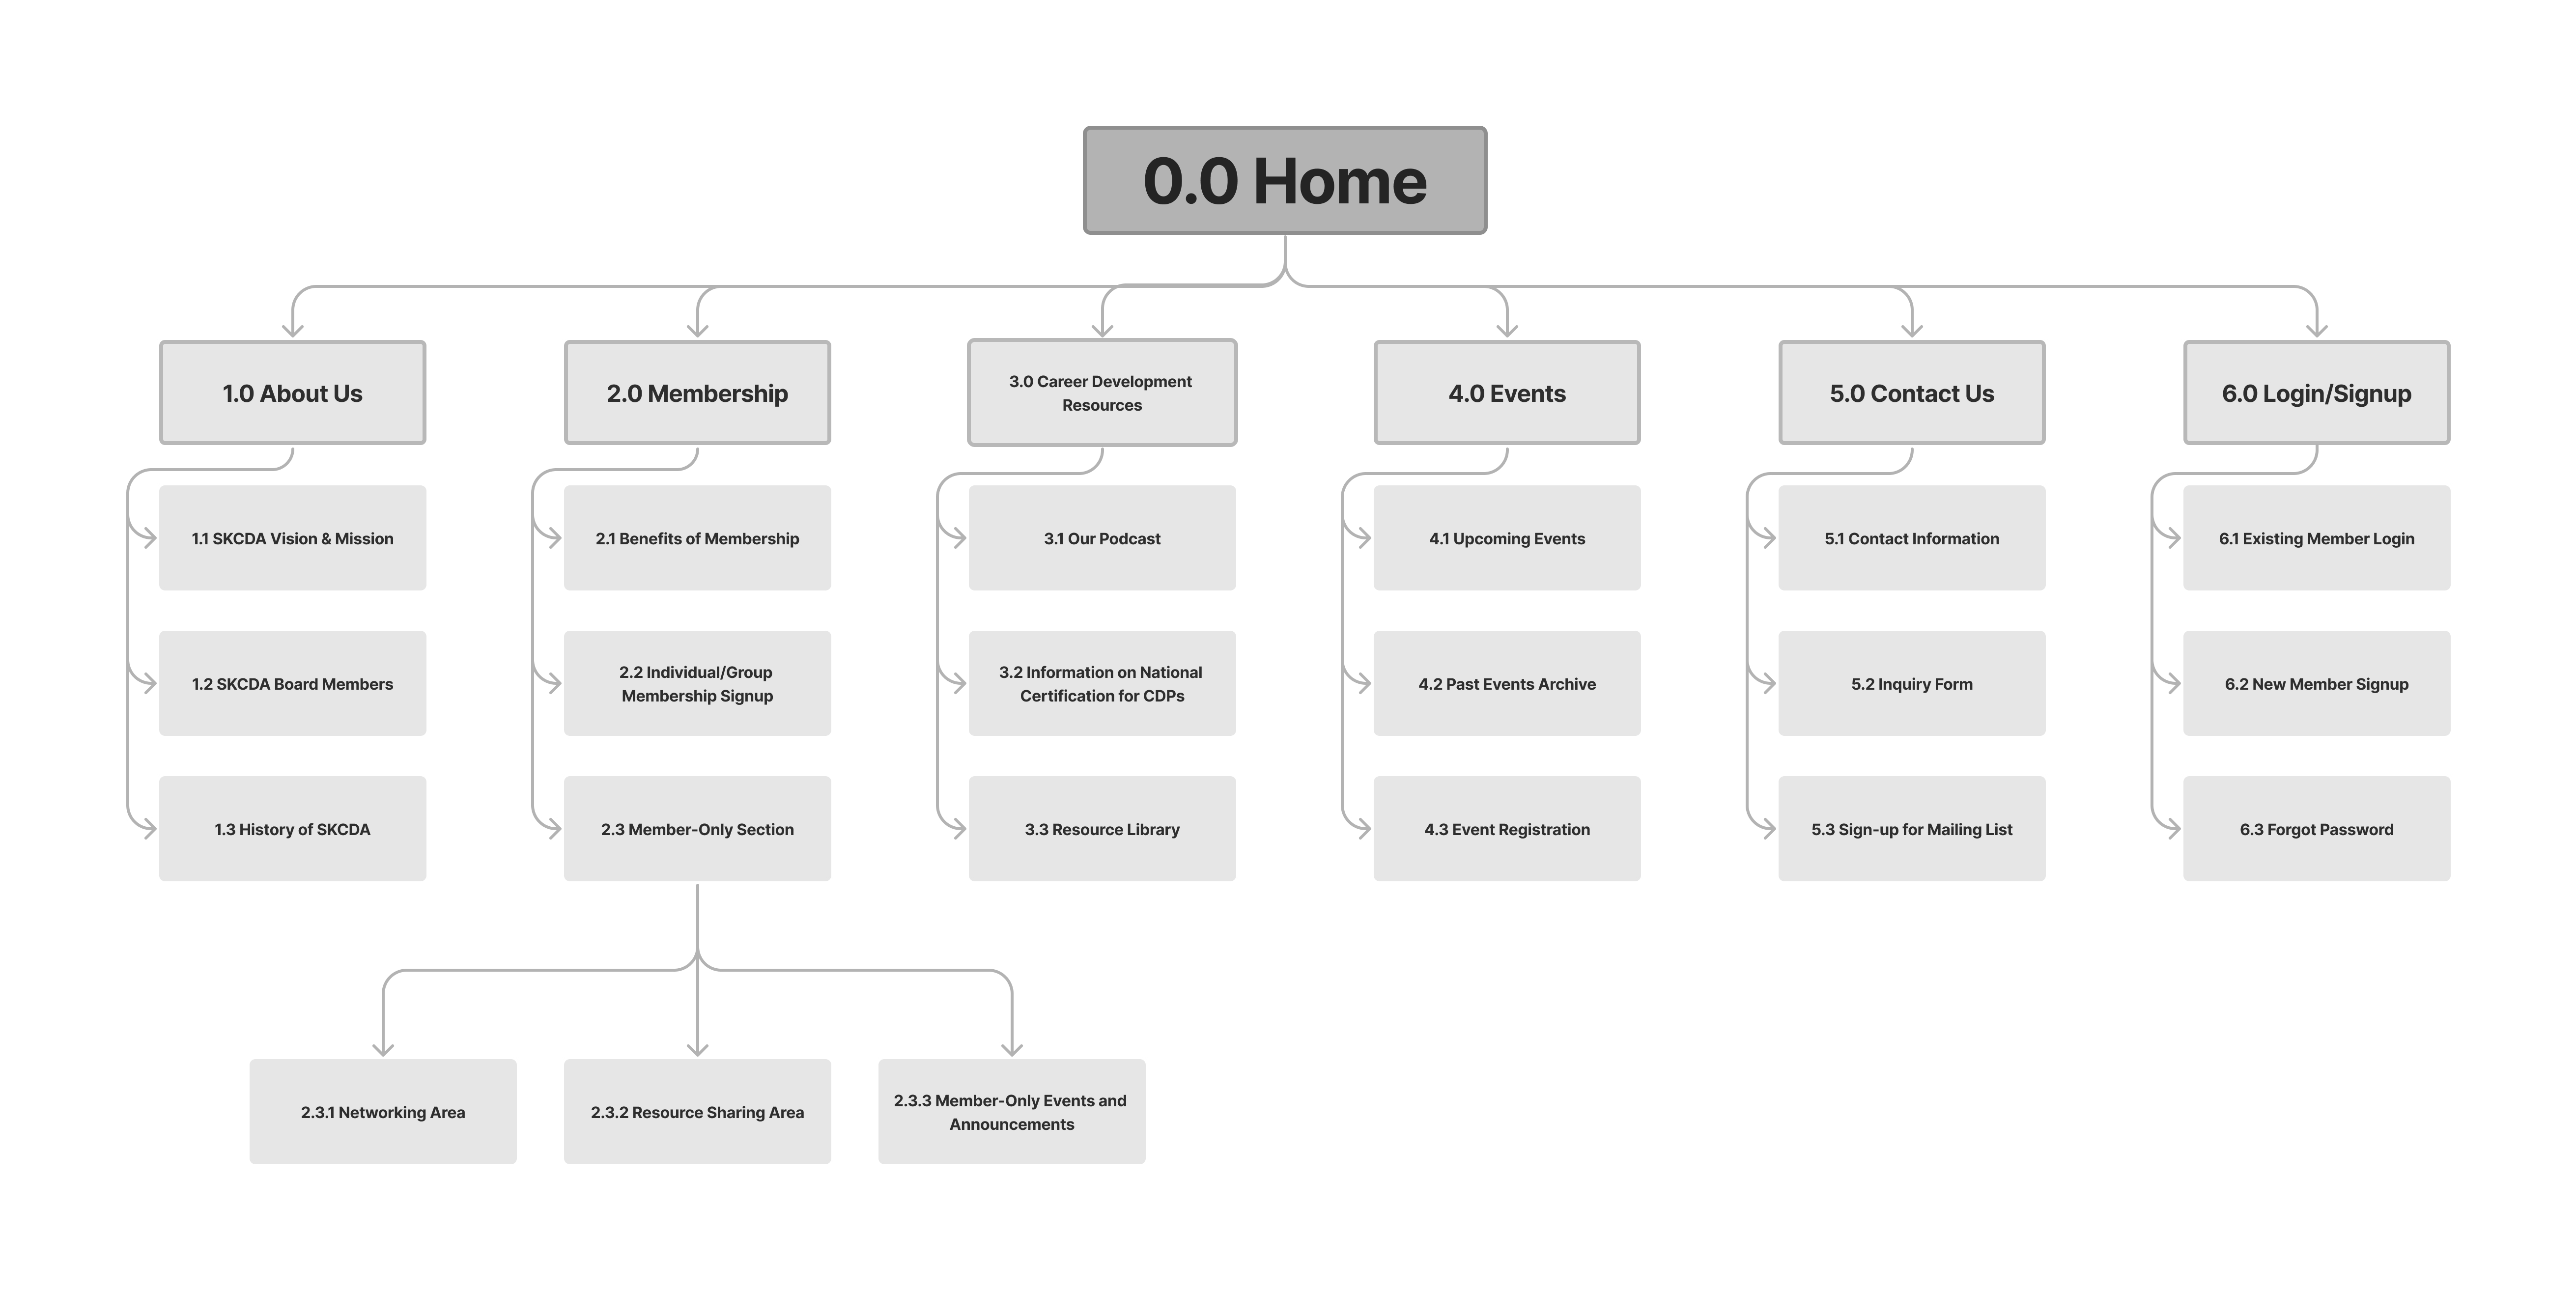 0.0 Home
1.0 About Us
2.0 Membership
3.0 Career Development
Resources
4.0 Events
5.0 Contact Us
6.0 Login/Signup
1.1 SKCDA Vision & Mission
2.1 Benefits of Membership
3.1 Our Podcast
4.1 Upcoming Events
5.1 Contact Information
6.1 Existing Member Login
1.2 SKCDA Board Members
2.2 Individual/Group
Membership Signup
3.2 Information on National
Certification for CDPs
4.2 Past Events Archive
5.2 Inquiry Form
6.2 New Member Signup
1.3 History of SKCDA
2.3 Member-Only Section
3.3 Resource Library
4.3 Event Registration
5.3 Sign-up for Mailing List
6.3 Forgot Password
2.3.1 Networking Area
2.3.2 Resource Sharing Area
2.3.3 Member-Only Events and
Announcements